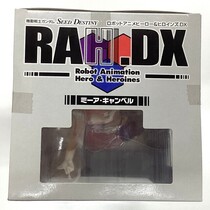 機動戦士ガンダム SEED DESTINY ロボットアニメヒーロー&ヒロインズDX
RAH.DX
Robot Animation
Hero & Heroines
ミーア・キャンベル